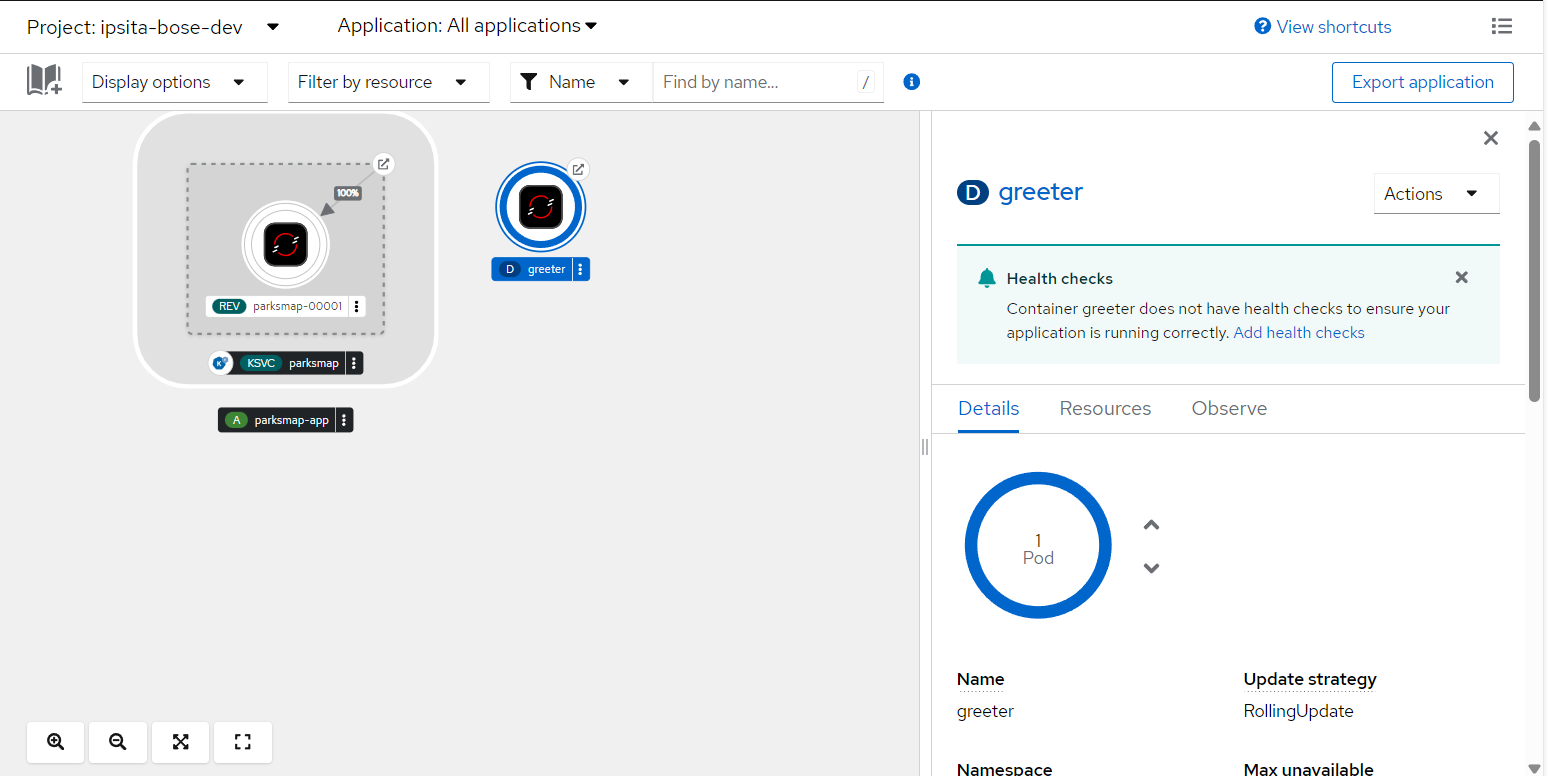 Project: ipsita-bose-dev
Application: All applications
View shortcuts
Display options
Filter by resource
Name
Find by name...
/
Export application
100%
REV parksmap-00001
KSVC parksmap
A parksmap-app
D greeter
D greeter
Actions
Health checks
Container greeter does not have health checks to ensure your
application is running correctly. Add health checks
Details Resources Observe
1
Pod
Name
greeter
Update strategy
RollingUpdate
Namespace
Max unavailable